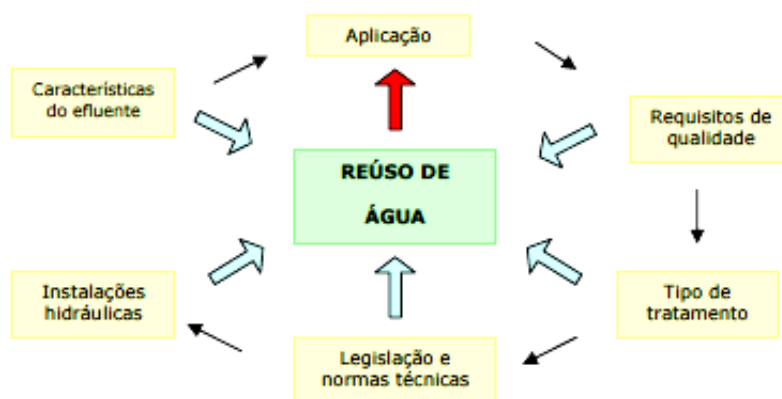 Aplicação
Características
do efluente
Requisitos de
qualidade
REÚSO DE
ÁGUA
Instalações
hidráulicas
Tipo de
tratamento
Legislação e
normas técnicas